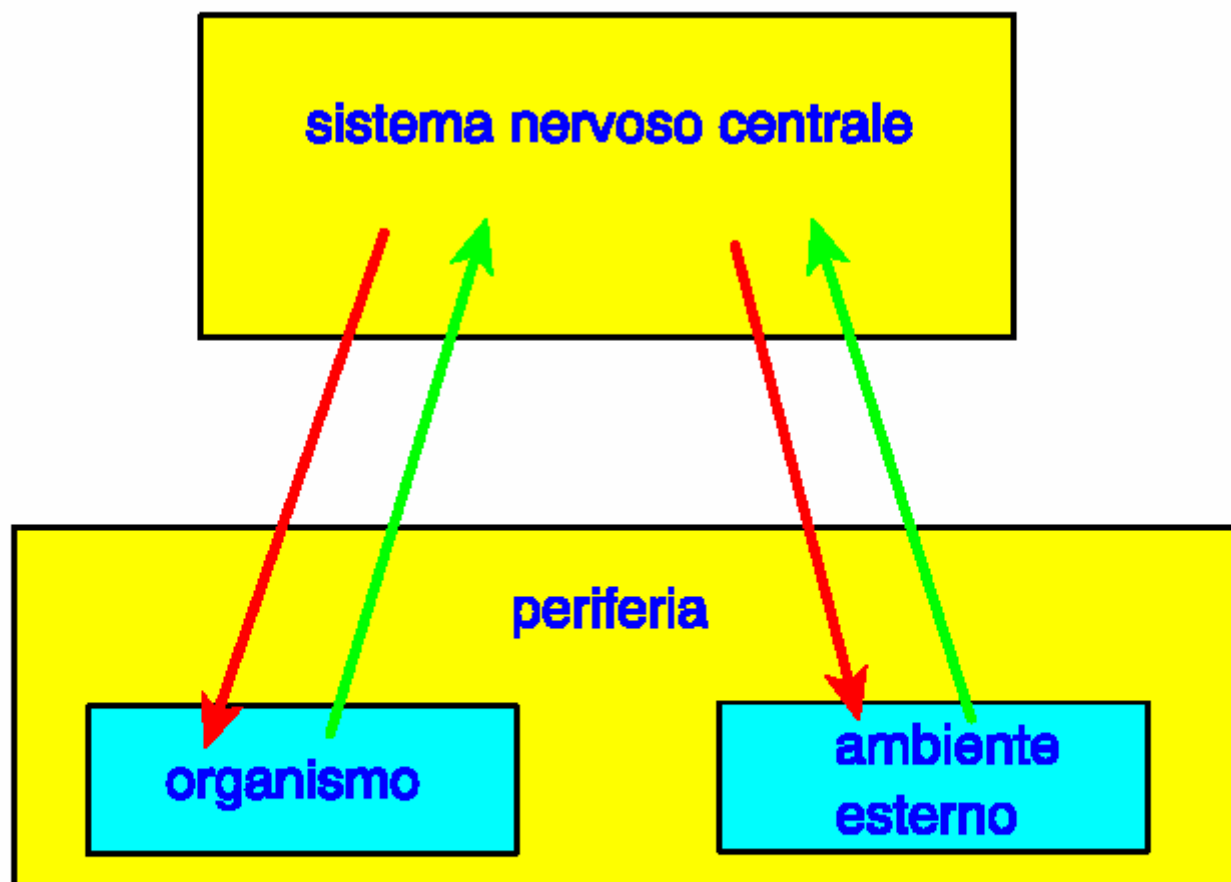 sistema nervoso centrale
periferia
organismo
ambiente
esterno